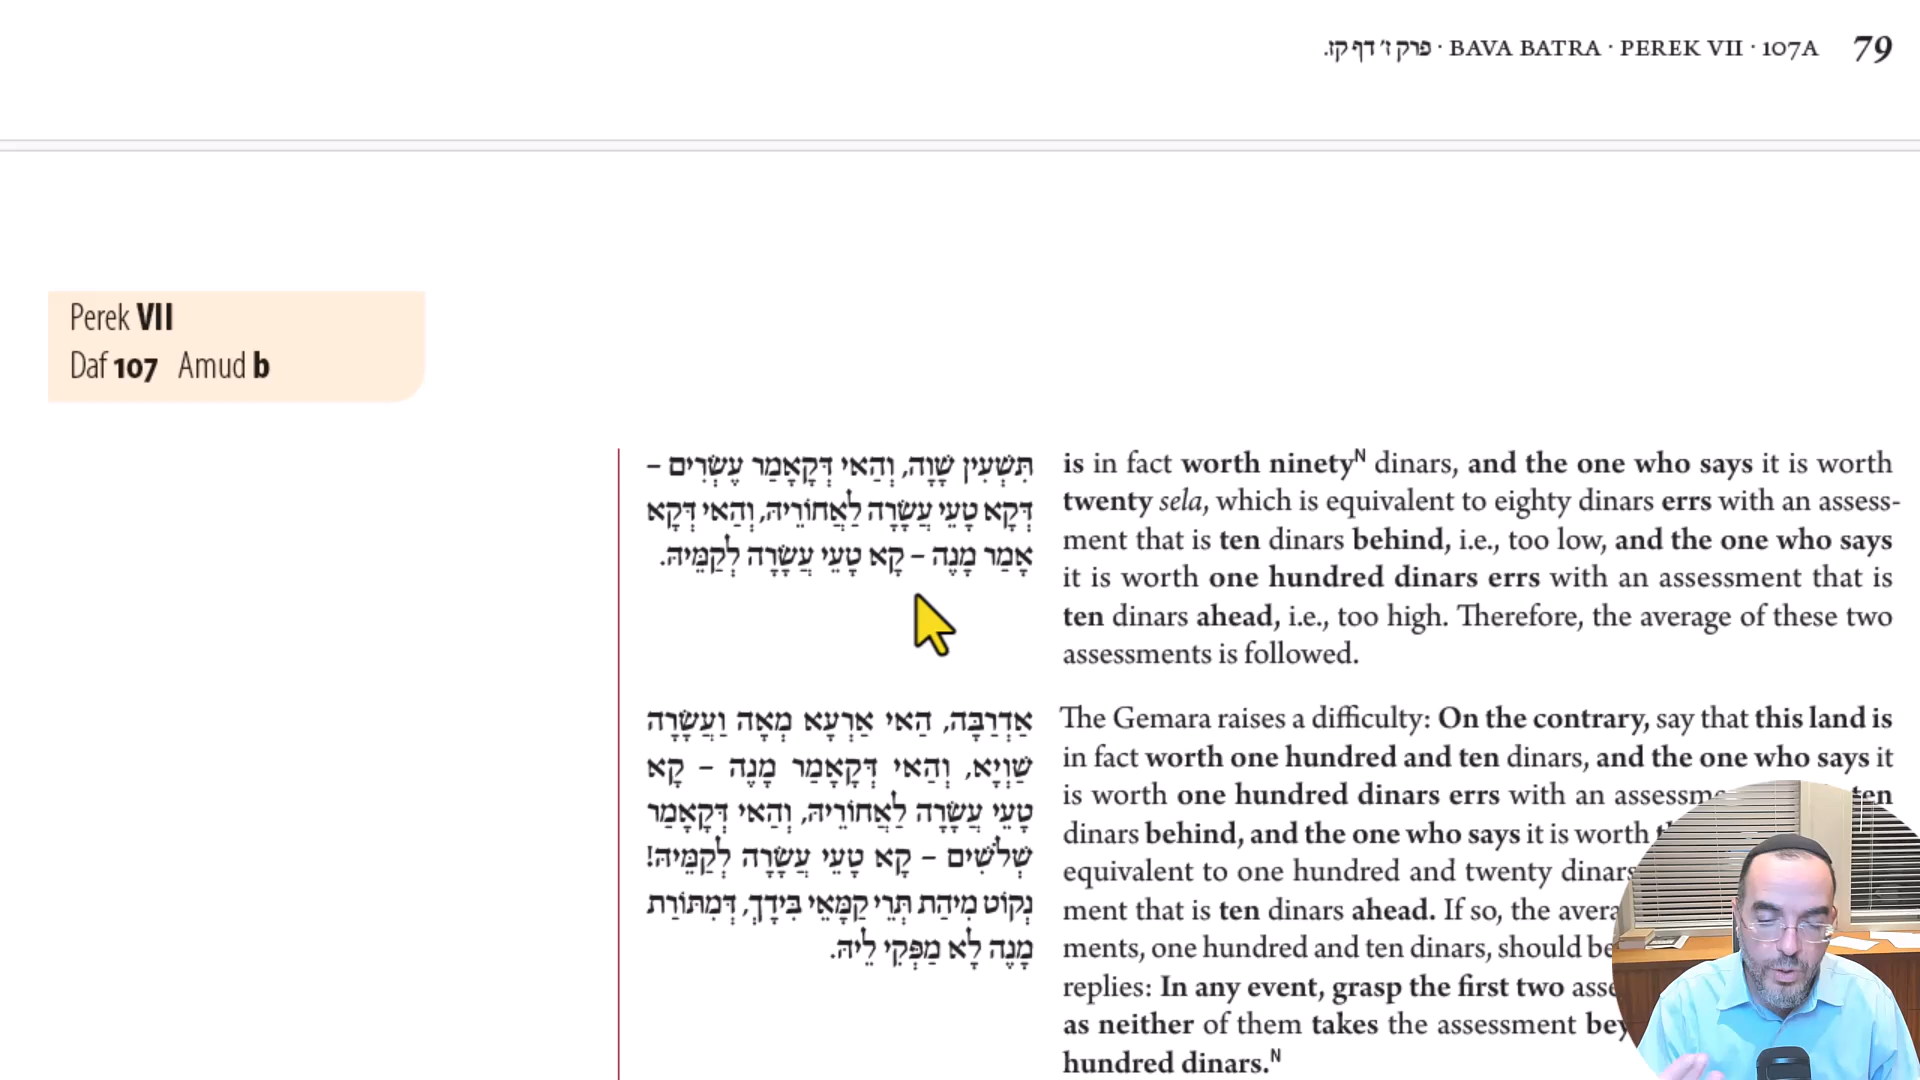 פרק ז׳ דף קז. · BAVA BATRA · PEREK VII · 107A 79
Perek VII
Daf 107 Amud b
תִּשְׁעִין שָׁוָה, וְהַאי דְּקָאָמַר עֶשְׂרִים –
דְּקָא טָעֵי עֲשָׂרָה לַאֲחוֹרֵיהּ, וְהַאי דְּקָא
אָמַר מָנֶה – קָא טָעֵי עֲשָׂרָה לְקַמֵּיהּ.
is in fact worth ninetyᴺ dinars, and the one who says it is worth
twenty sela, which is equivalent to eighty dinars errs with an assess-
ment that is ten dinars behind, i.e., too low, and the one who says
it is worth one hundred dinars errs with an assessment that is
ten dinars ahead, i.e., too high. Therefore, the average of these two
assessments is followed.
אַדְרַבָּה, הַאי אַרְעָא מְאָה וַעֲשָׂרָה
שַׁוְיָא, וְהַאי דְּקָאָמַר מָנֶה – קָא
טָעֵי עֲשָׂרָה לַאֲחוֹרֵיהּ, וְהַאי דְּקָאָמַר
שְׁלֹשִׁים – קָא טָעֵי עֲשָׂרָה לְקַמֵּיהּ!
נְקוֹט מִיהַת תְּרֵי קַמָּאֵי בִּידָךְ, דְּמִתּוֹרַת
מָנֶה לָא מַפְּקִי לֵיהּ.
The Gemara raises a difficulty: On the contrary, say that this land is
in fact worth one hundred and ten dinars, and the one who says it
is worth one hundred dinars errs with an ten
dinars behind, and the one who says it is worth
equivalent to one hundred and twenty dinars
ment that is ten dinars ahead. If so, the
ments, one hundred and ten dinars, should be
replies: In any event, grasp the first two
as neither of them takes the assessment
hundred dinars.ᴺ